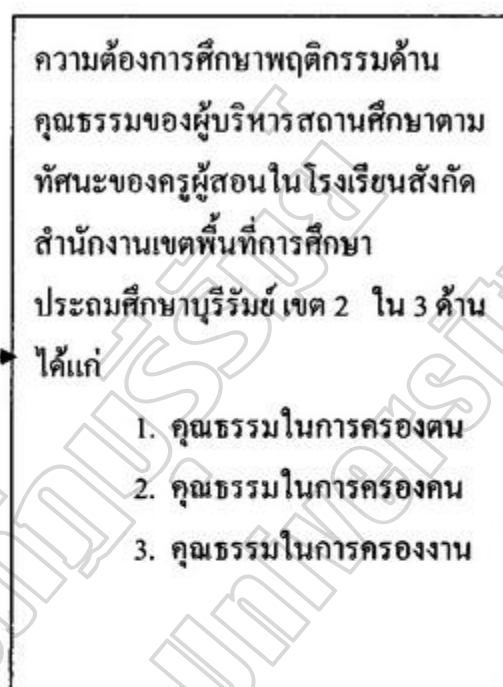 ความต้องการศึกษาพฤติกรรมด้าน
คุณธรรมของผู้บริหารสถานศึกษาตาม
ทัศนะของครูผู้สอนในโรงเรียนสังกัด
สำนักงานเขตพื้นที่การศึกษา
ประถมศึกษาบุรีรัมย์ เขต 2 ใน 3 ด้าน
ได้แก่
1. คุณธรรมในการครองตน
2. คุณธรรมในการครองคน
3. คุณธรรมในการครองงาน